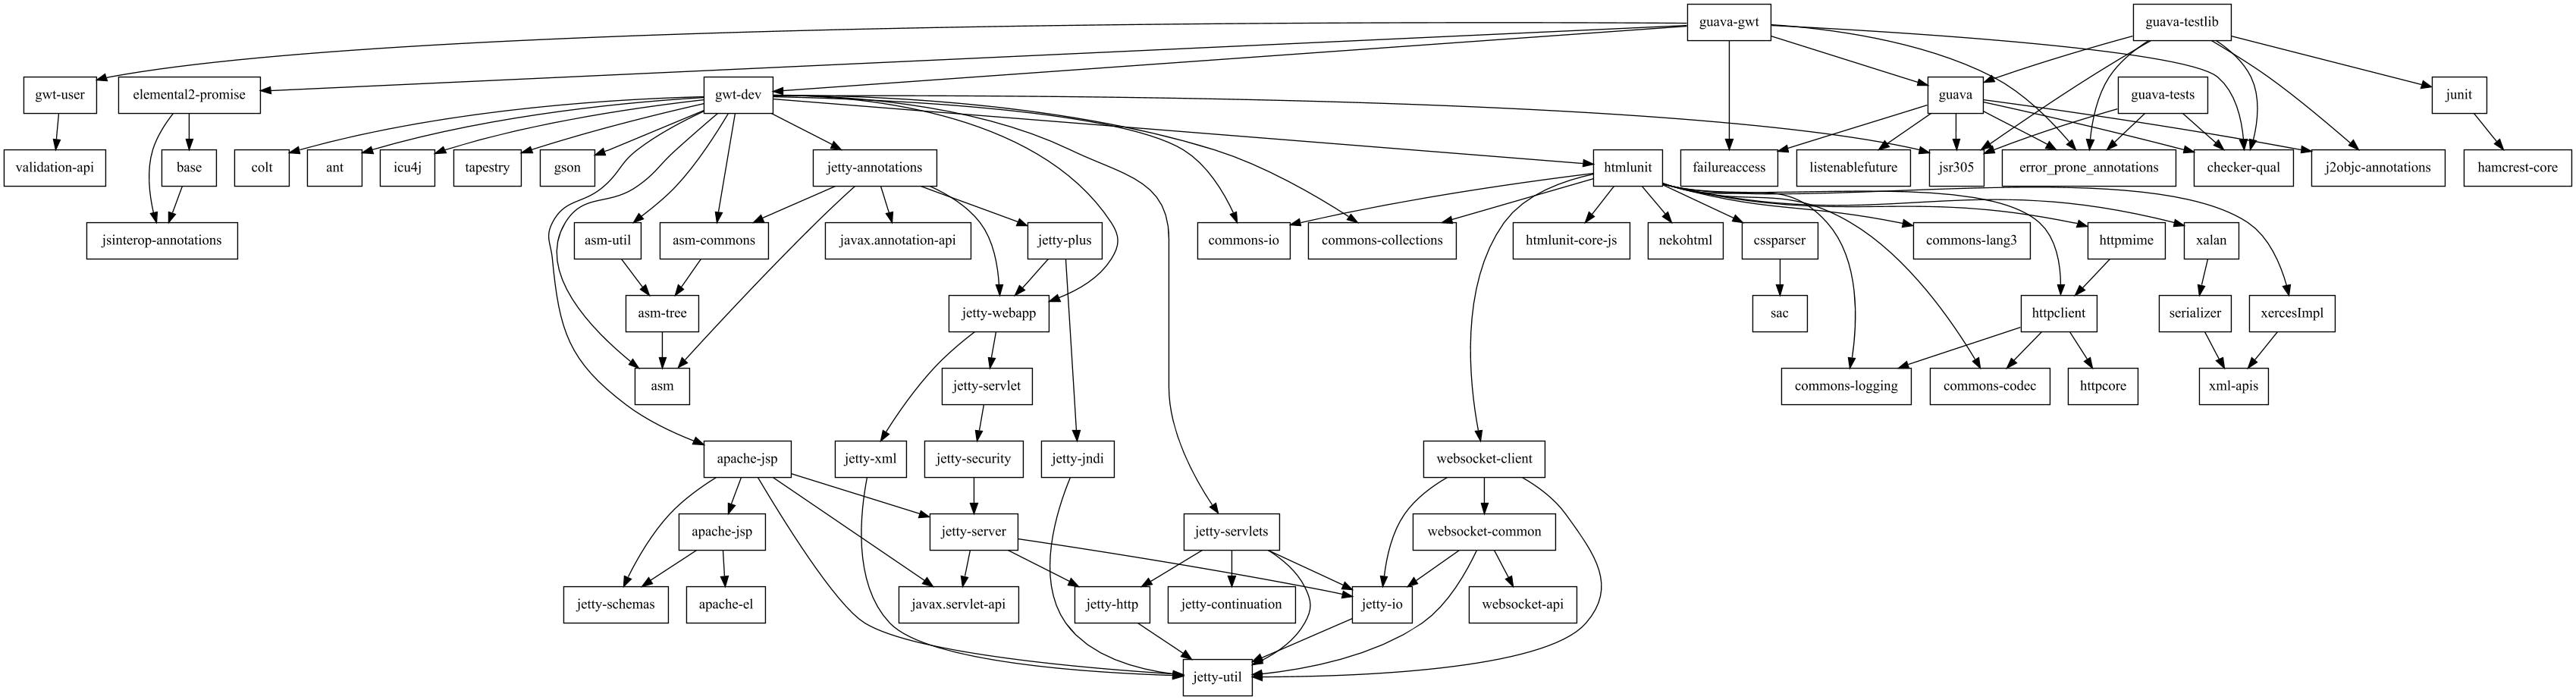 guava-gwt
guava-testlib
gwt-user
elemental2-promise
gwt-dev
guava
guava-tests
junit
validation-api
base
colt
ant
icu4j
tapestry
gson
jetty-annotations
htmlunit
failureaccess
listenablefuture
jsr305
error_prone_annotations
checker-qual
j2objc-annotations
hamcrest-core
jsinterop-annotations
asm-util
asm-commons
javax.annotation-api
jetty-plus
commons-io
commons-collections
htmlunit-core-js
nekohtml
cssparser
commons-lang3
httpmime
xalan
asm-tree
jetty-webapp
sac
httpclient
serializer
xercesImpl
asm
jetty-servlet
commons-logging
commons-codec
httpcore
xml-apis
apache-jsp
jetty-xml
jetty-security
jetty-jndi
websocket-client
apache-jsp
jetty-server
jetty-servlets
websocket-common
jetty-schemas
apache-el
javax.servlet-api
jetty-http
jetty-continuation
jetty-io
websocket-api
jetty-util